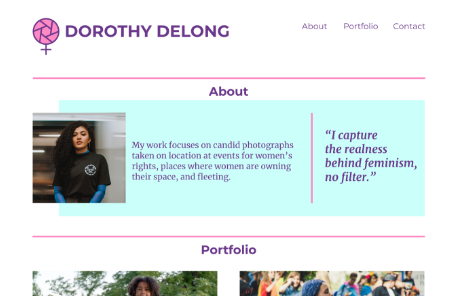 DOROTHY DELONG
About Portfolio Contact
About
My work focuses on candid photographs
taken on location at events for women's
rights, places where women are owning
their space, and fleeting.
“I capture
the realness
behind feminism,
no filter.”
Portfolio